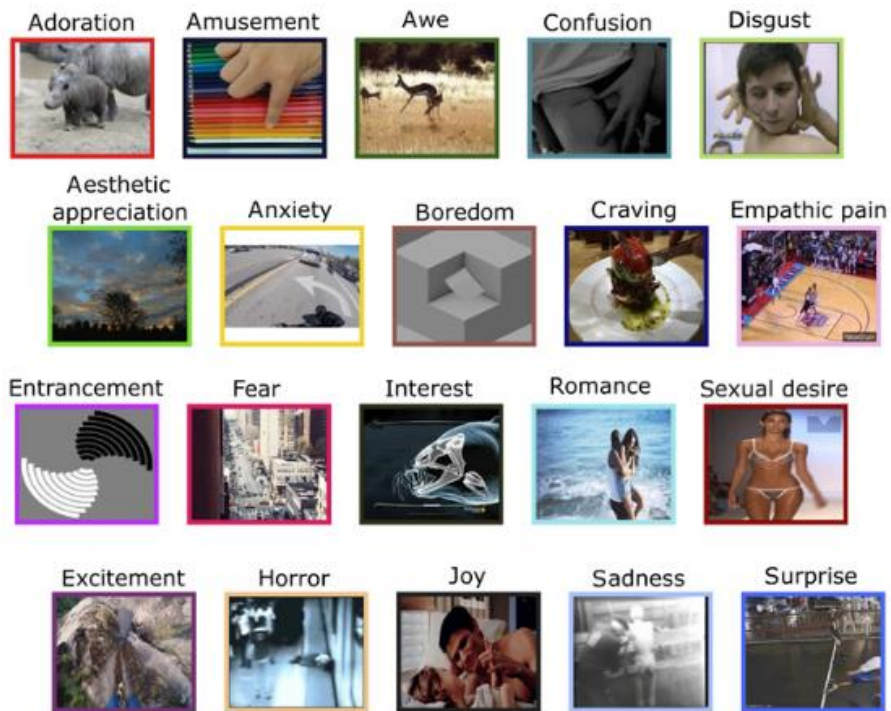 Adoration
Amusement
Awe
Confusion
Disgust
Aesthetic
appreciation
Anxiety
Boredom
Craving
Empathic pain
Entrancement
Fear
Interest
Romance
Sexual desire
Excitement
Horror
Joy
Sadness
Surprise